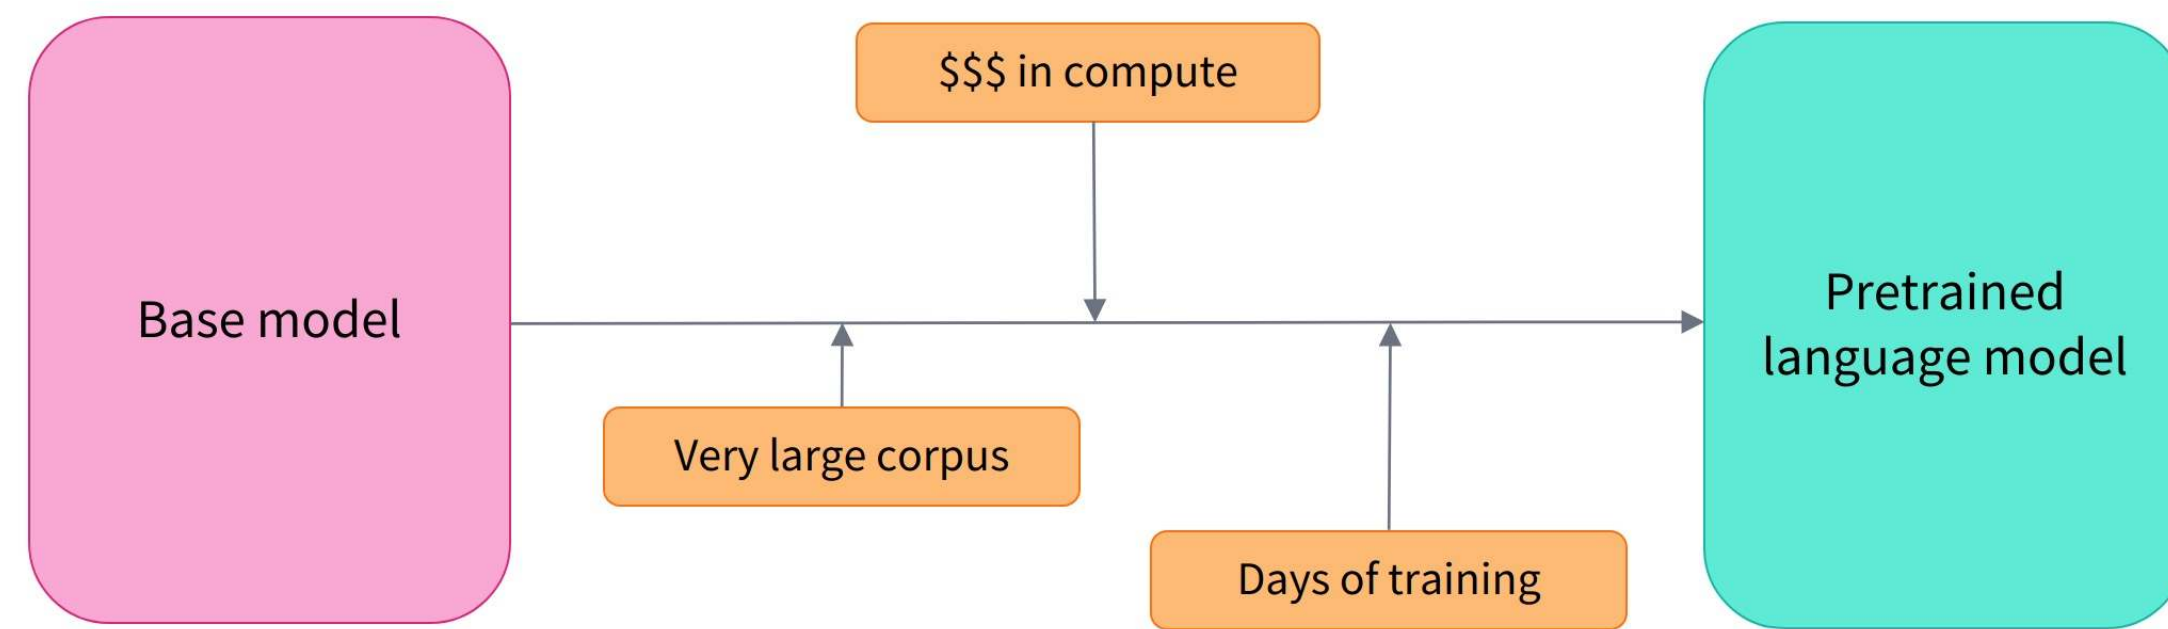 $$$ in compute
Base model
Pretrained
language model
Very large corpus
Days of training